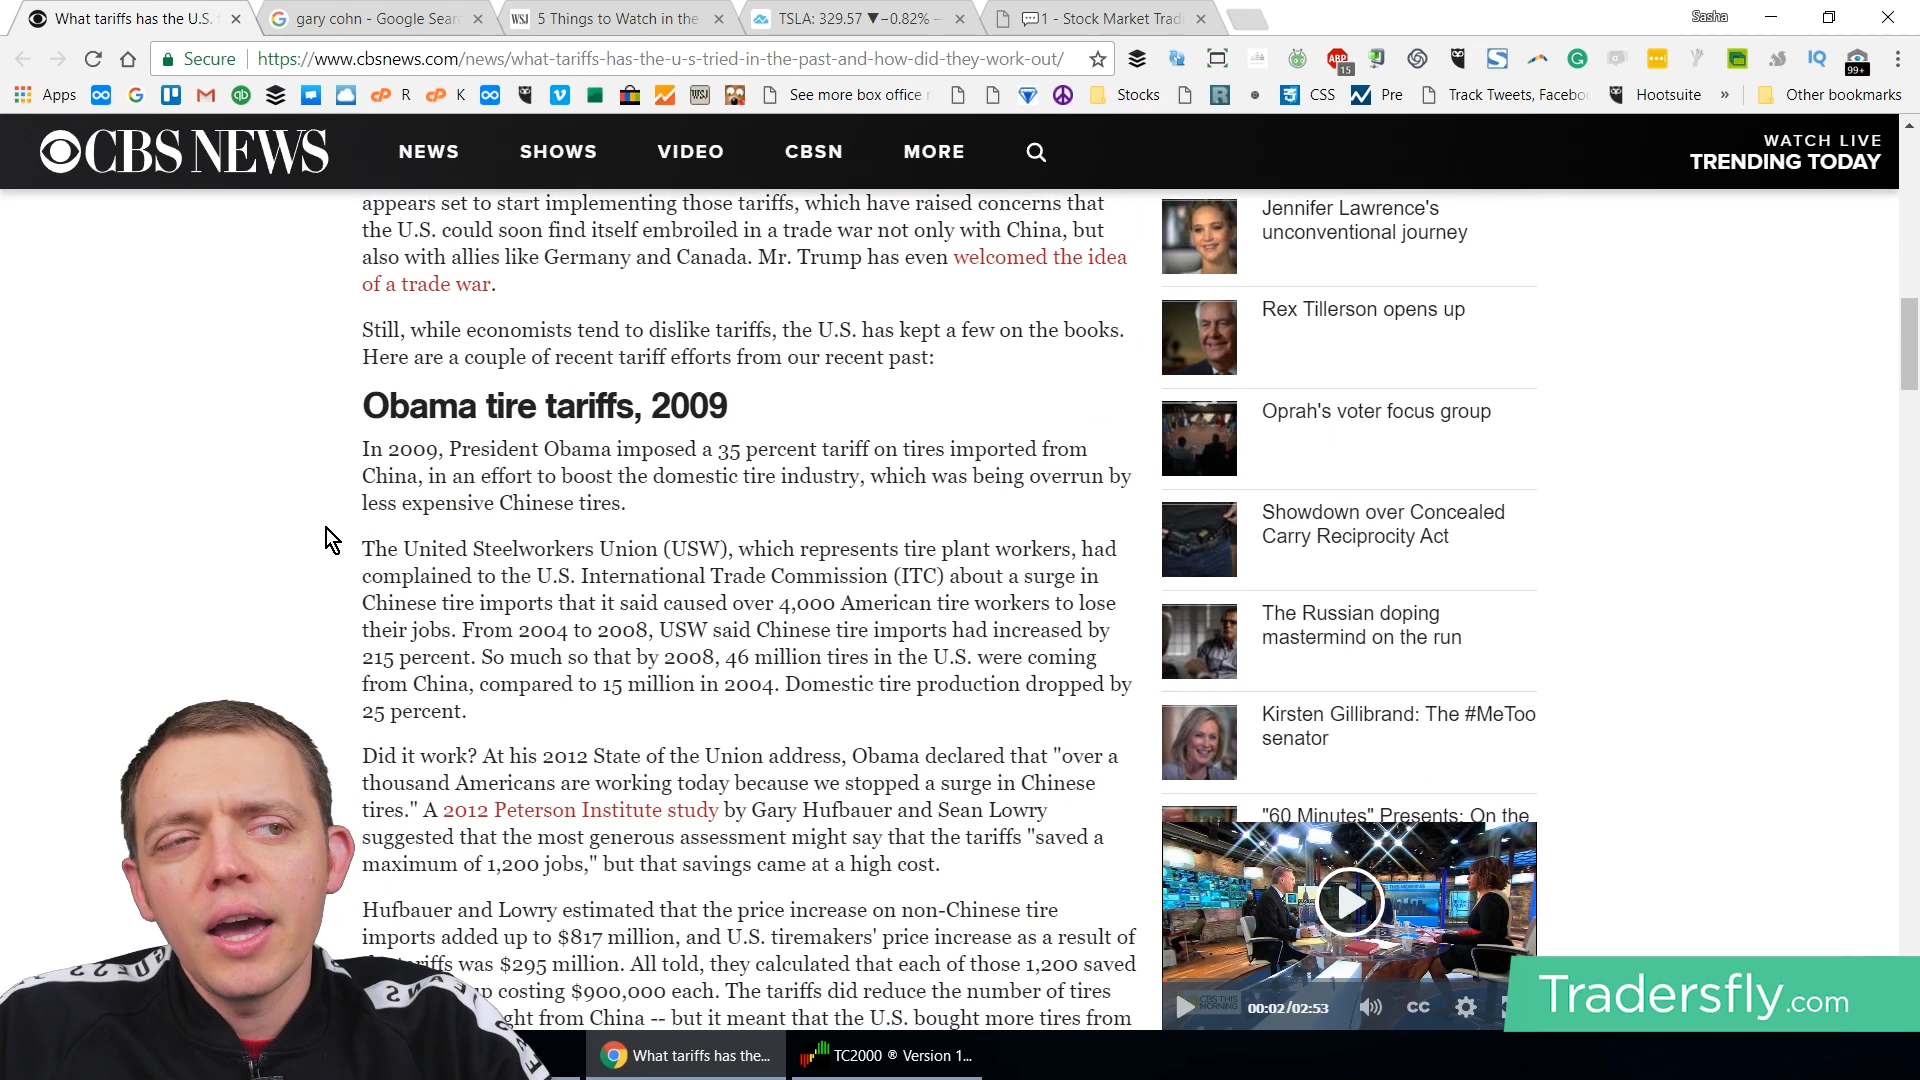 What tariffs has the U.S.
gary cohn - Google Sear
WSJ 5 Things to Watch in the
TSLA: 329.57 ▼ −0.82%
1 - Stock Market Trad
Sasha
Secure https://www.cbsnews.com/news/what-tariffs-has-the-u-s-tried-in-the-past-and-how-did-they-work-out/
ABP 15 IQ 99+
Apps R K WSJ See more box office Stocks CSS Pre Track Tweets, Facebo Hootsuite » Other bookmarks
CBS NEWS
NEWS SHOWS VIDEO CBSN MORE
WATCH LIVE
TRENDING TODAY
appears set to start implementing those tariffs, which have raised concerns that
the U.S. could soon find itself embroiled in a trade war not only with China, but
also with allies like Germany and Canada. Mr. Trump has even welcomed the idea
of a trade war.
Still, while economists tend to dislike tariffs, the U.S. has kept a few on the books.
Here are a couple of recent tariff efforts from our recent past:
Obama tire tariffs, 2009
In 2009, President Obama imposed a 35 percent tariff on tires imported from
China, in an effort to boost the domestic tire industry, which was being overrun by
less expensive Chinese tires.
The United Steelworkers Union (USW), which represents tire plant workers, had
complained to the U.S. International Trade Commission (ITC) about a surge in
Chinese tire imports that it said caused over 4,000 American tire workers to lose
their jobs. From 2004 to 2008, USW said Chinese tire imports had increased by
215 percent. So much so that by 2008, 46 million tires in the U.S. were coming
from China, compared to 15 million in 2004. Domestic tire production dropped by
25 percent.
Did it work? At his 2012 State of the Union address, Obama declared that "over a
thousand Americans are working today because we stopped a surge in Chinese
tires." A 2012 Peterson Institute study by Gary Hufbauer and Sean Lowry
suggested that the most generous assessment might say that the tariffs "saved a
maximum of 1,200 jobs," but that savings came at a high cost.
Hufbauer and Lowry estimated that the price increase on non-Chinese tire
imports added up to $817 million, and U.S. tiremakers' price increase as a result of
tariffs was $295 million. All told, they calculated that each of those 1,200 saved
up costing $900,000 each. The tariffs did reduce the number of tires
ght from China -- but it meant that the U.S. bought more tires from
Jennifer Lawrence's
unconventional journey
Rex Tillerson opens up
Oprah's voter focus group
Showdown over Concealed
Carry Reciprocity Act
The Russian doping
mastermind on the run
Kirsten Gillibrand: The #MeToo
senator
"60 Minutes" Presents: On the
00:02/02:53 CC
Tradersfly.com
What tariffs has the...
TC2000 ® Version 1...